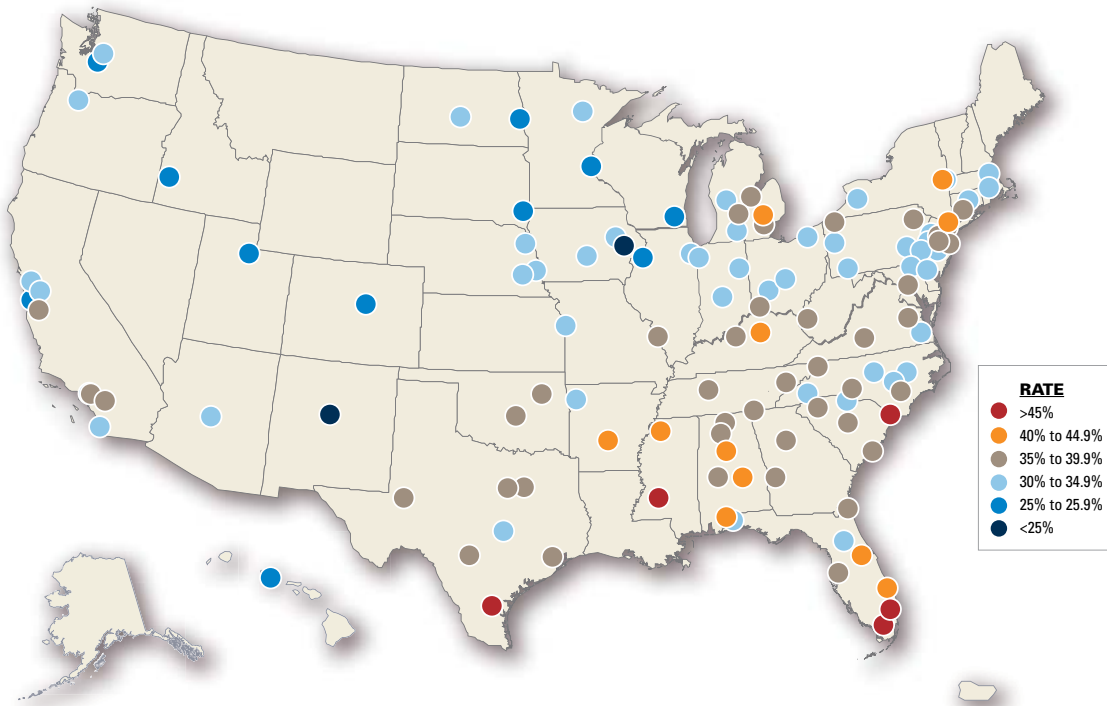 RATE
>45%
40% to 44.9%
35% to 39.9%
30% to 34.9%
25% to 25.9%
<25%